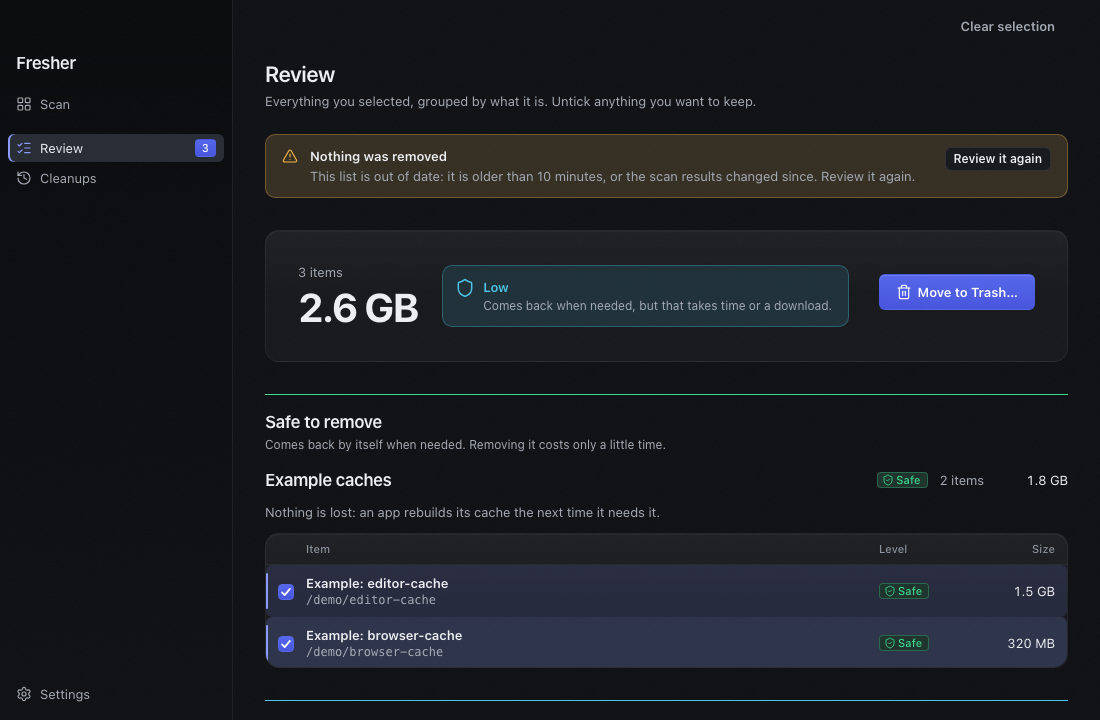 Clear selection
Fresher
Scan
Review 3
Cleanups
Settings
Review
Everything you selected, grouped by what it is. Untick anything you want to keep.
Nothing was removed
This list is out of date: it is older than 10 minutes, or the scan results changed since. Review it again.
Review it again
3 items
2.6 GB
Low
Comes back when needed, but that takes time or a download.
Move to Trash...
Safe to remove
Comes back by itself when needed. Removing it costs only a little time.
Example caches Safe 2 items 1.8 GB
Nothing is lost: an app rebuilds its cache the next time it needs it.
Item Level Size
Example: editor-cache Safe 1.5 GB
/demo/editor-cache
Example: browser-cache Safe 320 MB
/demo/browser-cache